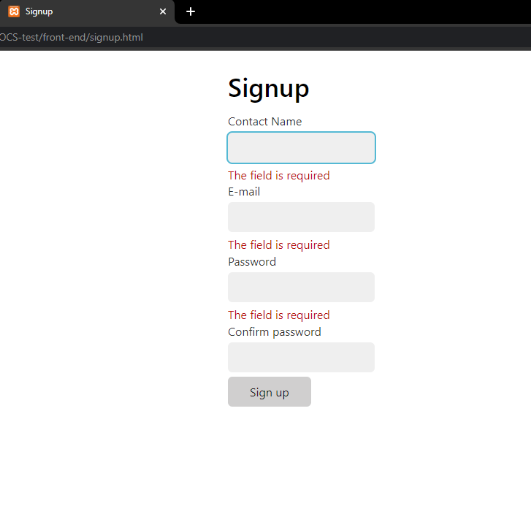 Signup
OCS-test/front-end/signup.html
Signup
Contact Name
The field is required
E-mail
The field is required
Password
The field is required
Confirm password
Sign up